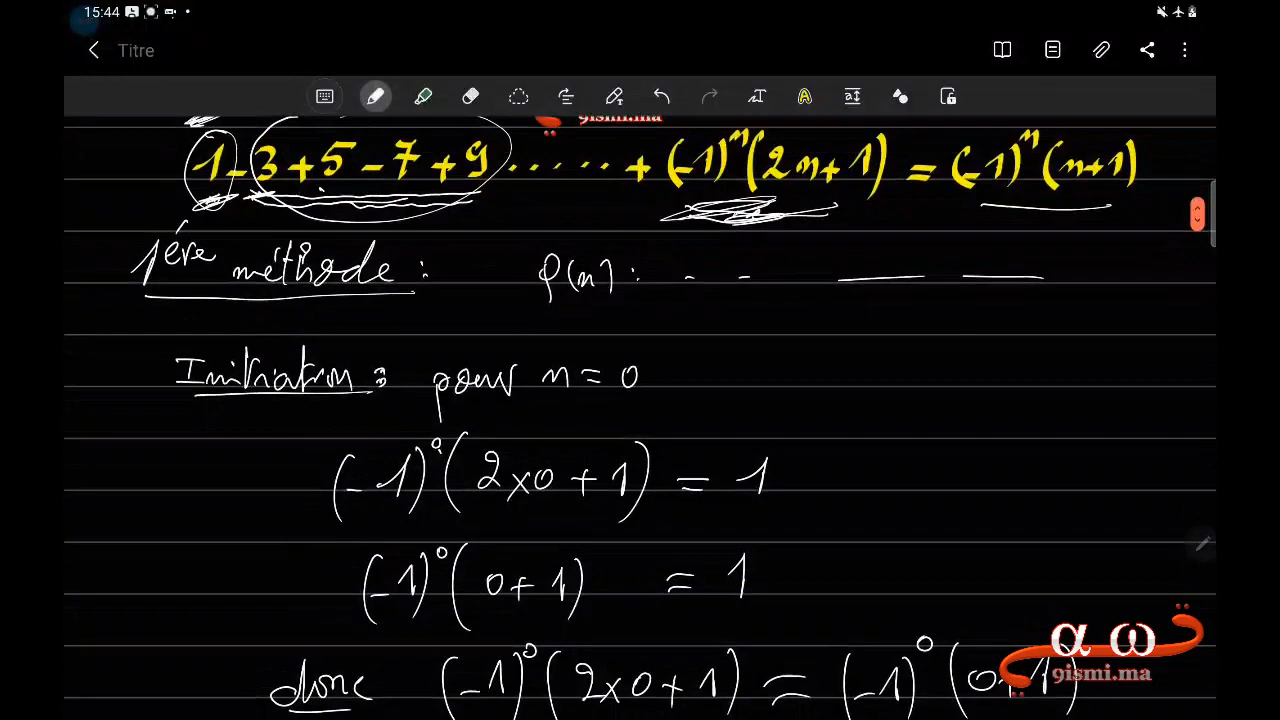 15:44
Titre
9ismi.ma
1 - 3 + 5 - 7 + 9 ..... + (-1)^n (2n+1) = (-1)^n (n+1)
1ère méthode : P(n) :
Initiation : pour n = 0
(-1)^0 (2×0 + 1) = 1
(-1)^0 (0 + 1) = 1
donc (-1)^0 (2×0 + 1) = (-1)^0 (0+1)
α ω
9ismi.ma